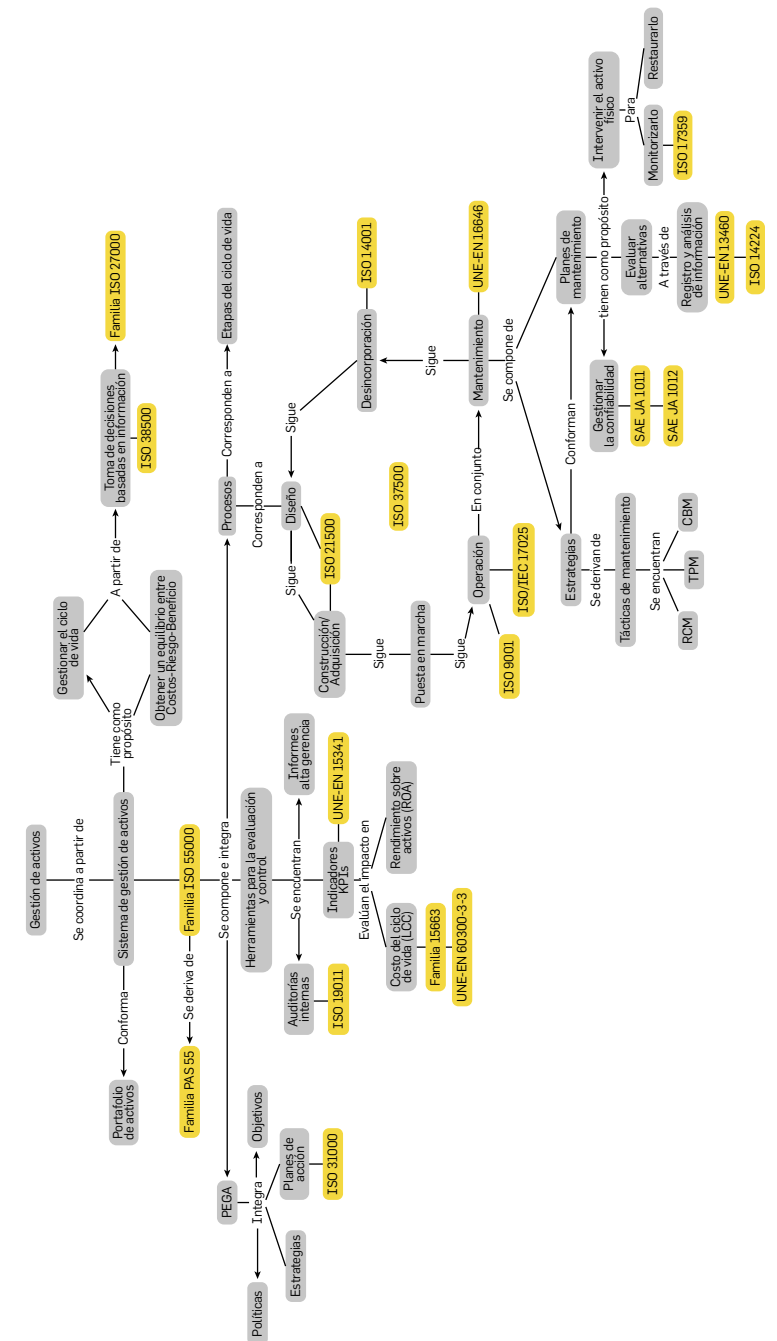 Gestión de activos
Se coordina a partir de
Sistema de gestión de activos
Conforma
Portafolio
de activos
Tiene como
propósito
Gestionar el ciclo
de vida
Obtener un equilibrio entre
Costos-Riesgo-Beneficio
A partir de
Toma de decisiones
basadas en información
ISO 38500
Familia ISO 27000
Familia ISO 55000
Se deriva de
Familia PAS 55
Se compone e integra
PEGA
Integra
Políticas
Objetivos
Estrategias
Planes de
acción
ISO 31000
Herramientas para la evaluación
y control
Se encuentran
Auditorías
internas
ISO 19011
Informes
alta gerencia
Indicadores
KPIs
UNE-EN 15341
Evalúan el impacto en
Costo del ciclo
de vida (LCC)
Familia 15663
UNE-EN 60300-3-3
Rendimiento sobre
activos (ROA)
Procesos
Corresponden a
Etapas del ciclo de vida
Corresponden a
Diseño
Sigue
ISO 21500
Construcción/
Adquisición
Sigue
Puesta en marcha
Sigue
Operación
ISO 9001
ISO/IEC 17025
En conjunto
ISO 37500
Mantenimiento
UNE-EN 16646
Sigue
Desincorporación
ISO 14001
Sigue
Se compone de
Estrategias
Conforman
Planes de
mantenimiento
Se derivan de
Tácticas de mantenimiento
Se encuentran
RCM
TPM
CBM
tienen como propósito
Gestionar
la confiabilidad
SAE JA 1011
SAE JA 1012
Evaluar
alternativas
A través de
Registro y análisis
de información
UNE-EN 13460
ISO 14224
Intervenir el activo
físico
Para
Monitorizarlo
Restaurarlo
ISO 17359